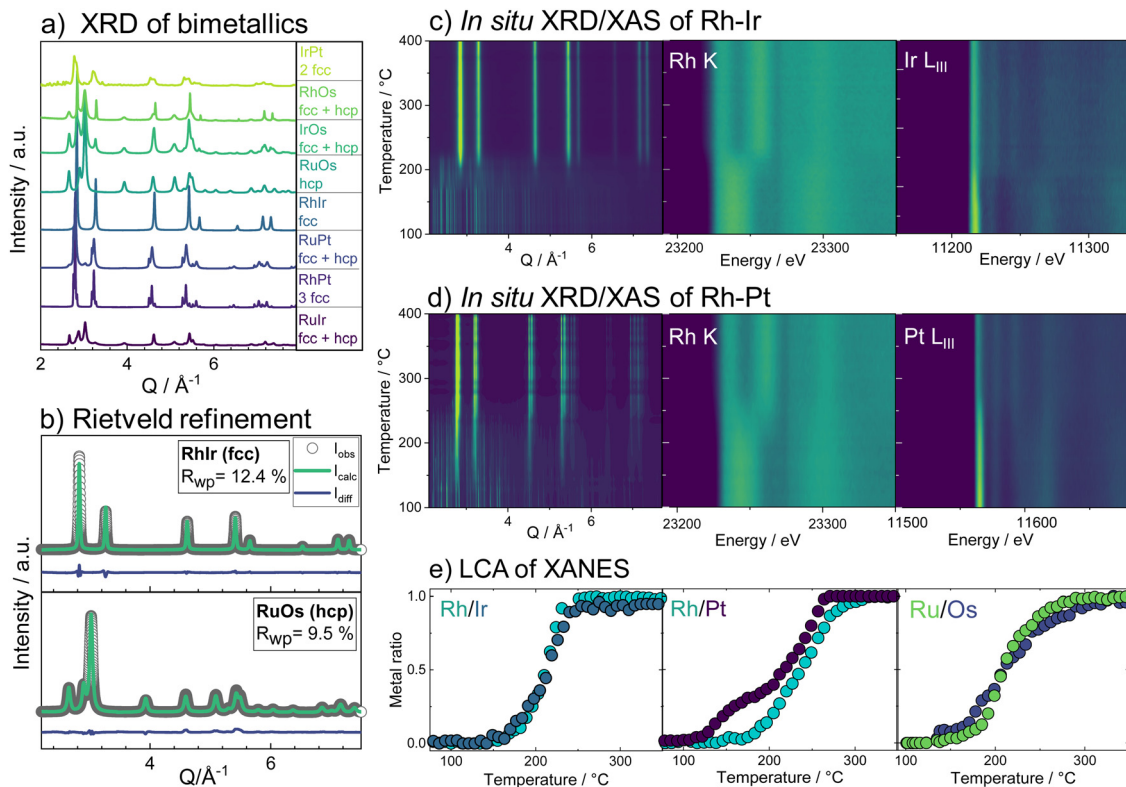 a) XRD of bimetallics
Intensity / a.u.
IrPt
2 fcc
RhOs
fcc + hcp
IrOs
fcc + hcp
RuOs
hcp
RhIr
fcc
RuPt
fcc + hcp
RhPt
3 fcc
RuIr
fcc + hcp
2 4 6
Q / Å-1
b) Rietveld refinement
Intensity / a.u.
RhIr (fcc)
Rwp= 12.4 %
Iobs
Icalc
Idiff
RuOs (hcp)
Rwp= 9.5 %
4 6
Q/Å-1
c) In situ XRD/XAS of Rh-Ir
Temperature / °C
400
300
200
100
4 6
Q / Å-1
Rh K
Temperature / °C
23200 23300
Energy / eV
Ir LIII
11200 11300
Energy / eV
d) In situ XRD/XAS of Rh-Pt
Temperature / °C
400
300
200
100
4 6
Q / Å-1
Rh K
Temperature / °C
23200 23300
Energy / eV
Pt LIII
11500 11600
Energy / eV
e) LCA of XANES
Metal ratio
1.0
0.5
0.0
Rh/Ir
100 200 300
Temperature / °C
Rh/Pt
100 200 300
Temperature / °C
Ru/Os
100 200 300
Temperature / °C